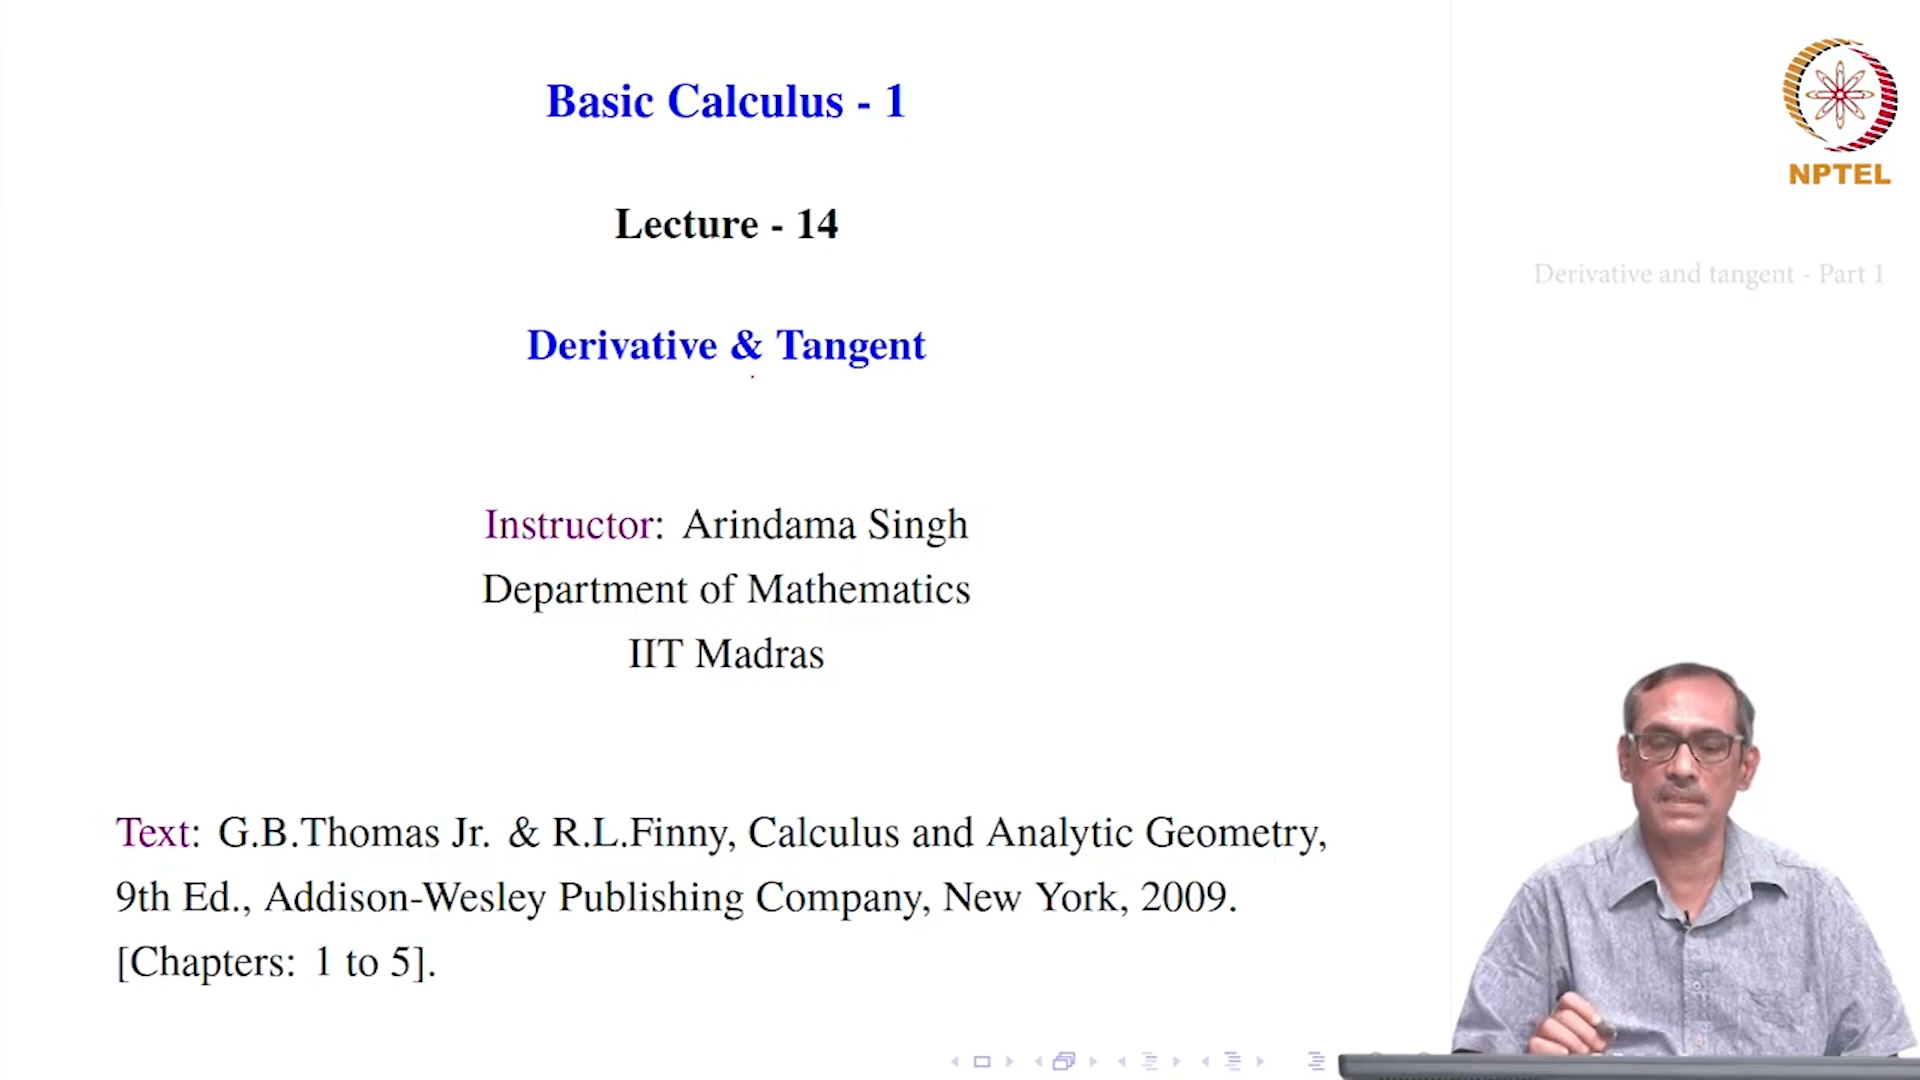 Basic Calculus - 1
NPTEL
Lecture - 14
Derivative and tangent - Part 1
Derivative & Tangent
Instructor: Arindama Singh
Department of Mathematics
IIT Madras
Text: G.B.Thomas Jr. & R.L.Finny, Calculus and Analytic Geometry,
9th Ed., Addison-Wesley Publishing Company, New York, 2009.
[Chapters: 1 to 5].